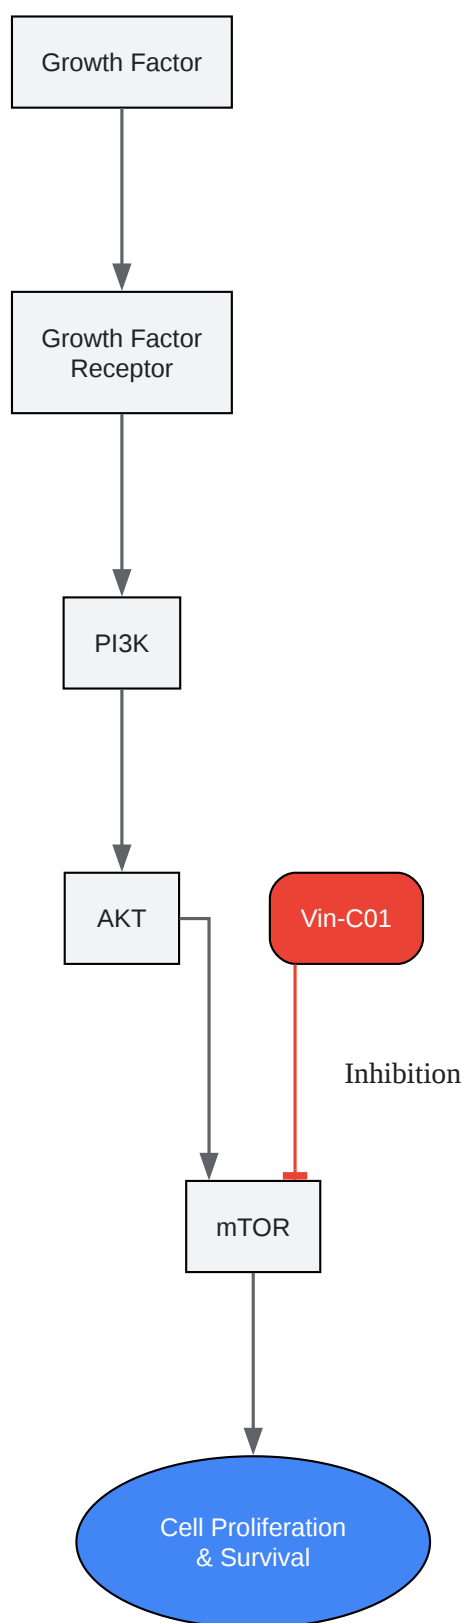 Growth Factor
Growth Factor
Receptor
PI3K
AKT
Vin-C01
Inhibition
mTOR
Cell Proliferation
& Survival